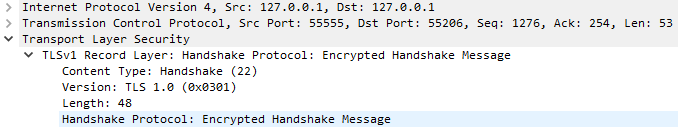 Internet Protocol Version 4, Src: 127.0.0.1, Dst: 127.0.0.1
Transmission Control Protocol, Src Port: 55555, Dst Port: 55206, Seq: 1276, Ack: 254, Len: 53
Transport Layer Security
TLSv1 Record Layer: Handshake Protocol: Encrypted Handshake Message
Content Type: Handshake (22)
Version: TLS 1.0 (0x0301)
Length: 48
Handshake Protocol: Encrypted Handshake Message